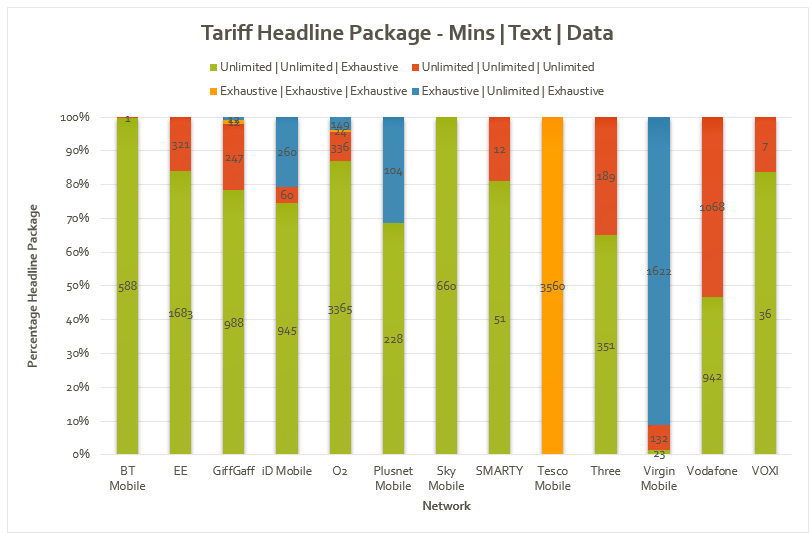 Tariff Headline Package - Mins | Text | Data
Unlimited | Unlimited | Exhaustive
Unlimited | Unlimited | Unlimited
Exhaustive | Exhaustive | Exhaustive
Exhaustive | Unlimited | Exhaustive
Percentage Headline Package
100%
90%
80%
70%
60%
50%
40%
30%
20%
10%
0%
1
588
321
1683
247
988
260
60
945
149
24
336
3365
104
228
660
12
51
3560
189
351
1622
132
23
1068
942
7
36
BT Mobile
EE
GiffGaff
iD Mobile
O2
Plusnet Mobile
Sky Mobile
SMARTY
Tesco Mobile
Three
Virgin Mobile
Vodafone
VOXI
Network